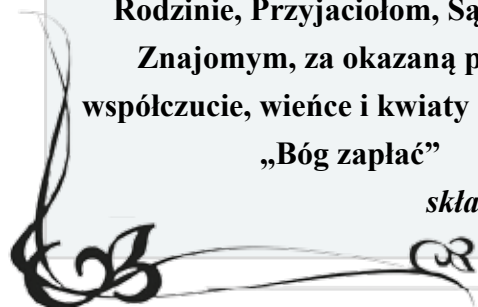 Rodzinie, Przyjaciołom,
Znajomym, za okazaną
współczucie, wieńce i kwiaty
„Bóg zapłać”